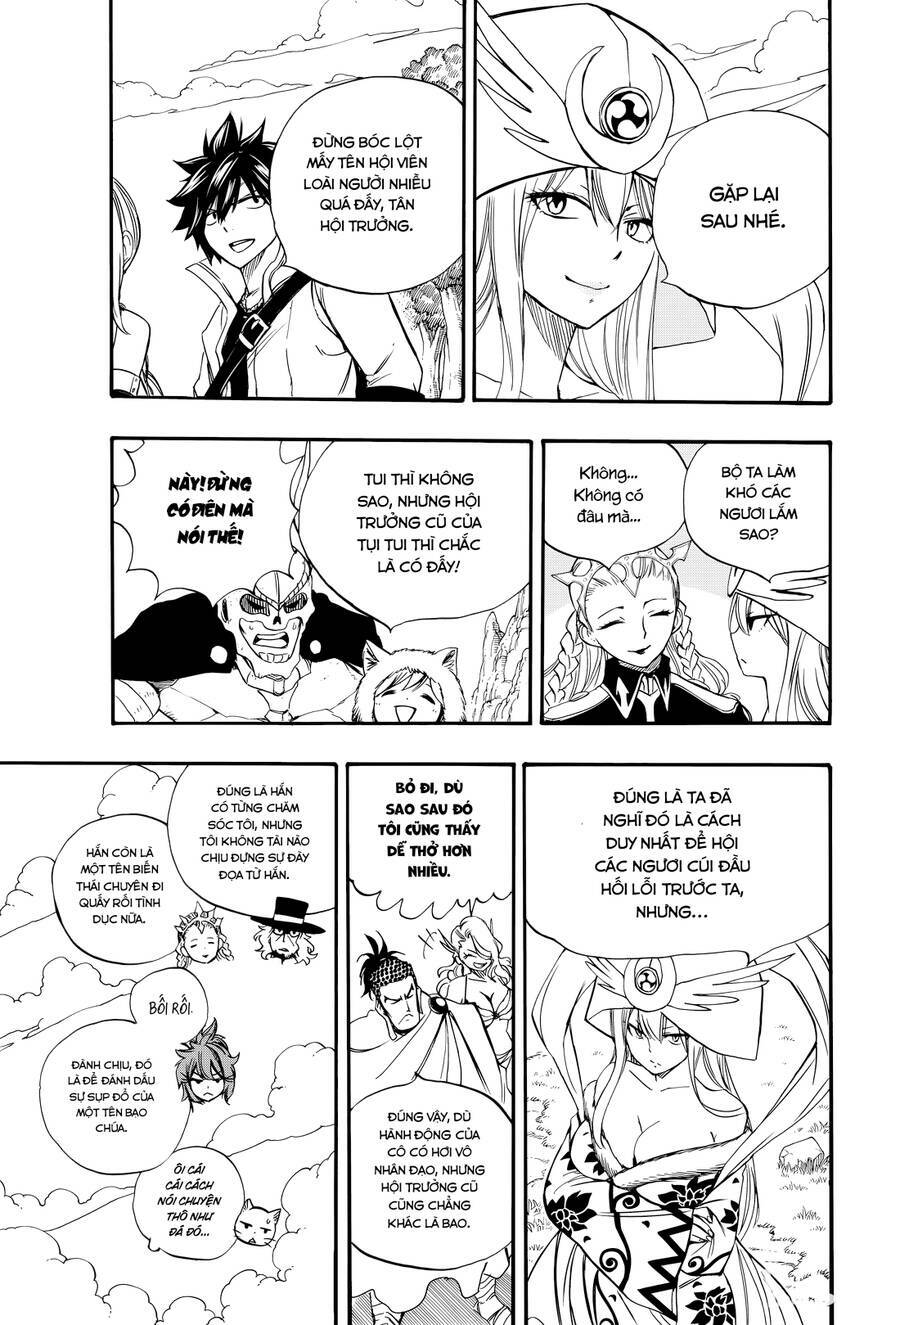 GẶP LẠI
SAU NHÉ.
ĐỪNG BÓC LỘT
MẤY TÊN HỘI VIÊN
LOÀI NGƯỜI NHIỀU
QUÁ ĐẤY, TÂN
HỘI TRƯỞNG.
BỘ TA LÀM
KHÓ CÁC
NGƯƠI LẮM
SAO?
Không...
Không có
đâu mà...
TUI THÌ KHÔNG
SAO, NHƯNG HỘI
TRƯỞNG CŨ CỦA
TỤI TUI THÌ CHẮC
LÀ CÓ ĐẤY!
NÀY! ĐỪNG
CÓ ĐIÊN MÀ
NÓI THẾ!
ĐÚNG LÀ TA ĐÃ
NGHĨ ĐÓ LÀ CÁCH
DUY NHẤT ĐỂ HỘI
CÁC NGƯƠI CÚI ĐẦU
HỐI LỖI TRƯỚC TA,
NHƯNG...
BỎ ĐI, DÙ
SAO SAU ĐÓ
TÔI CŨNG THẤY
DỄ THỞ HƠN
NHIỀU.
ĐÚNG VẬY, DÙ
HÀNH ĐỘNG CỦA
CÔ CÓ HƠI VÔ
NHÂN ĐẠO, NHƯNG
HỘI TRƯỞNG CŨ
CŨNG CHẲNG
KHÁC LÀ BAO.
ĐÚNG LÀ HẮN
CÓ TỪNG CHĂM
SÓC TÔI, NHƯNG
TÔI KHÔNG TÀI NÀO
CHỊU ĐỰNG SỰ ĐÀY
ĐỌA TỪ HẮN.
HẮN CÒN LÀ
MỘT TÊN BIẾN
THÁI CHUYÊN ĐI
QUẤY RỐI TÌNH
DỤC NỮA.
BỐI RỐI.
ĐÀNH CHỊU, ĐÓ
LÀ ĐỂ ĐÁNH DẤU
SỰ SỤP ĐỔ CỦA
MỘT TÊN BẠO
CHÚA.
ÔI CÁI
CÁI CÁCH
NÓI CHUYỆN
THÔ NHƯ
ĐÁ ĐÓ...